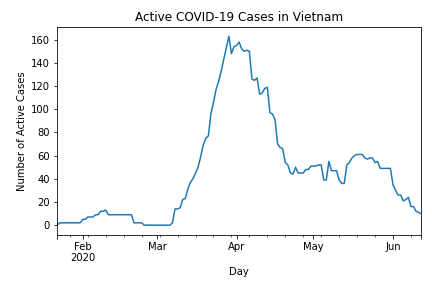 Active COVID-19 Cases in Vietnam
Number of Active Cases
160
140
120
100
80
60
40
20
0
Feb
2020
Mar
Apr
May
Jun
Day